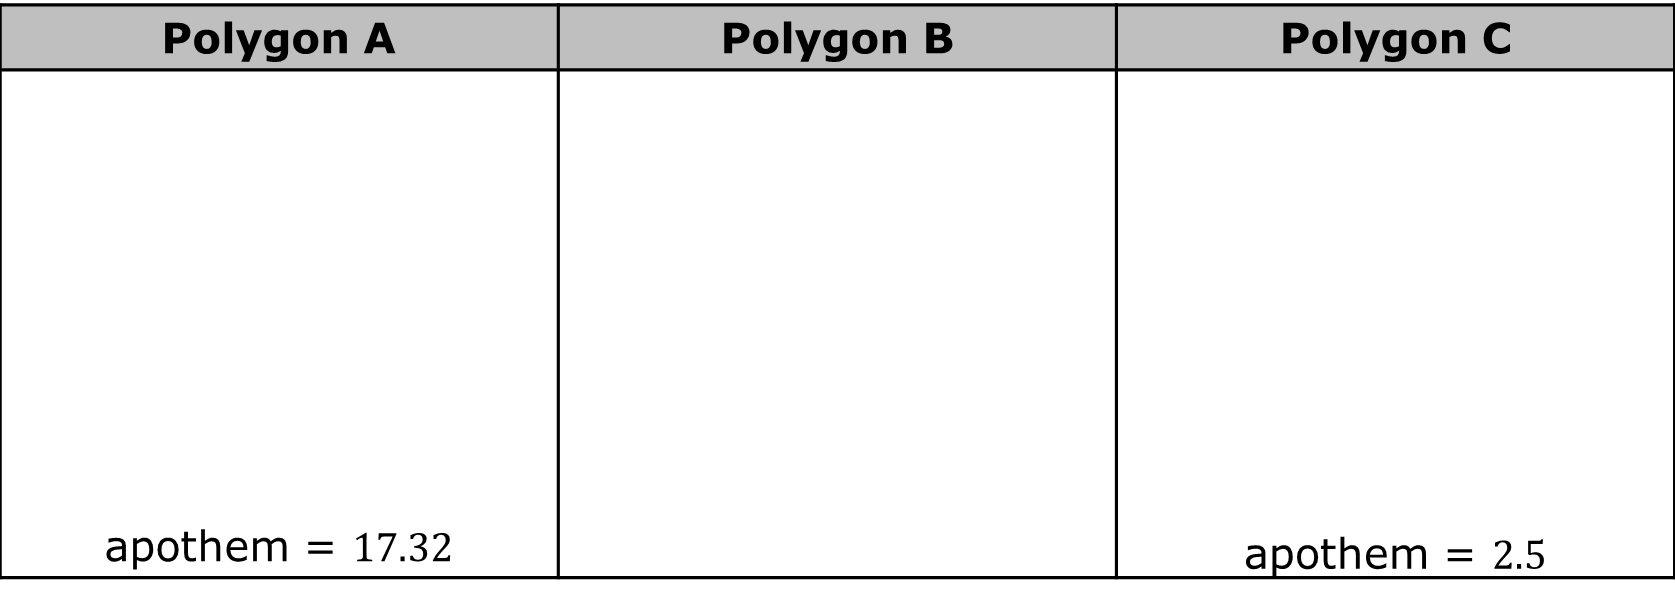 Polygon A Polygon B Polygon C
apothem = 17.32
apothem = 2.5